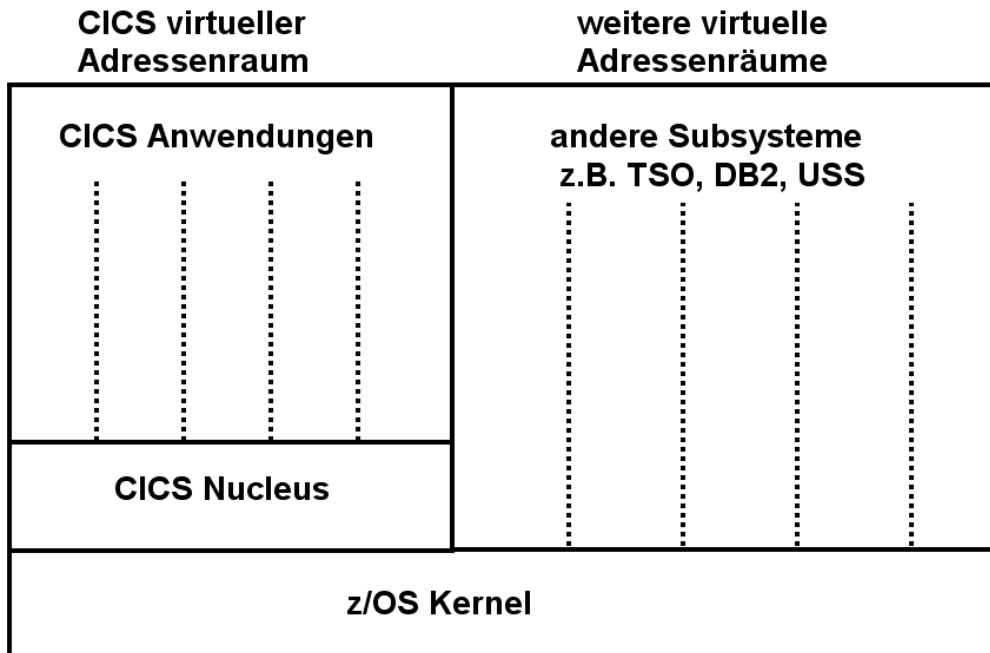 CICS virtueller
Adressenraum
weitere virtuelle
Adressenräume
CICS Anwendungen
andere Subsysteme
z.B. TSO, DB2, USS
CICS Nucleus
z/OS Kernel